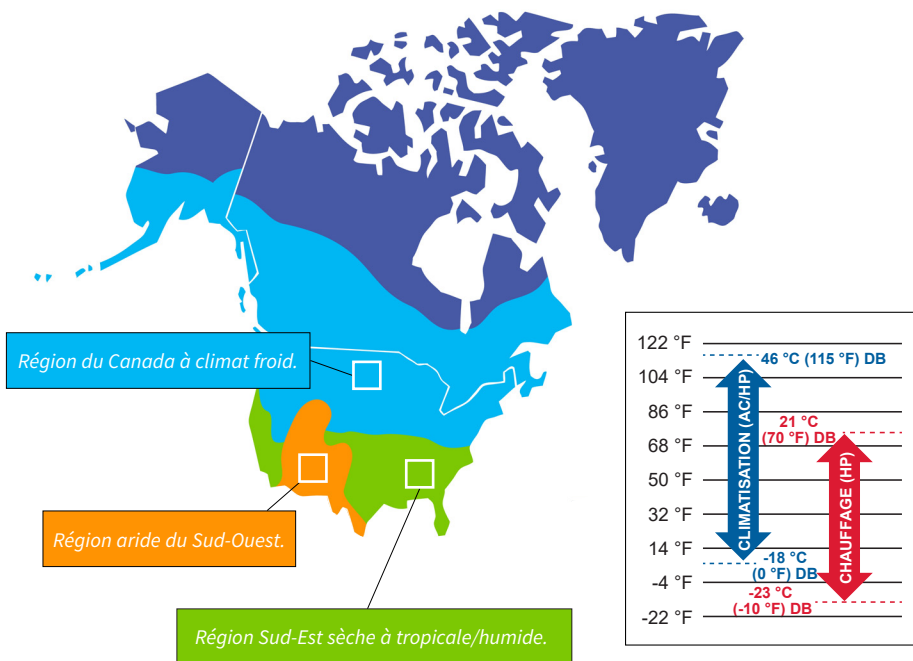 Région du Canada à climat froid.
Région aride du Sud-Ouest.
Région Sud-Est sèche à tropicale/humide.
122 °F
46 °C (115 °F) DB
104 °F
86 °F
21 °C
(70 °F) DB
68 °F
50 °F
32 °F
14 °F
-18 °C
(0 °F) DB
-4 °F
-23 °C
(-10 °F) DB
-22 °F
CLIMATISATION (AC/HP)
CHAUFFAGE (HP)